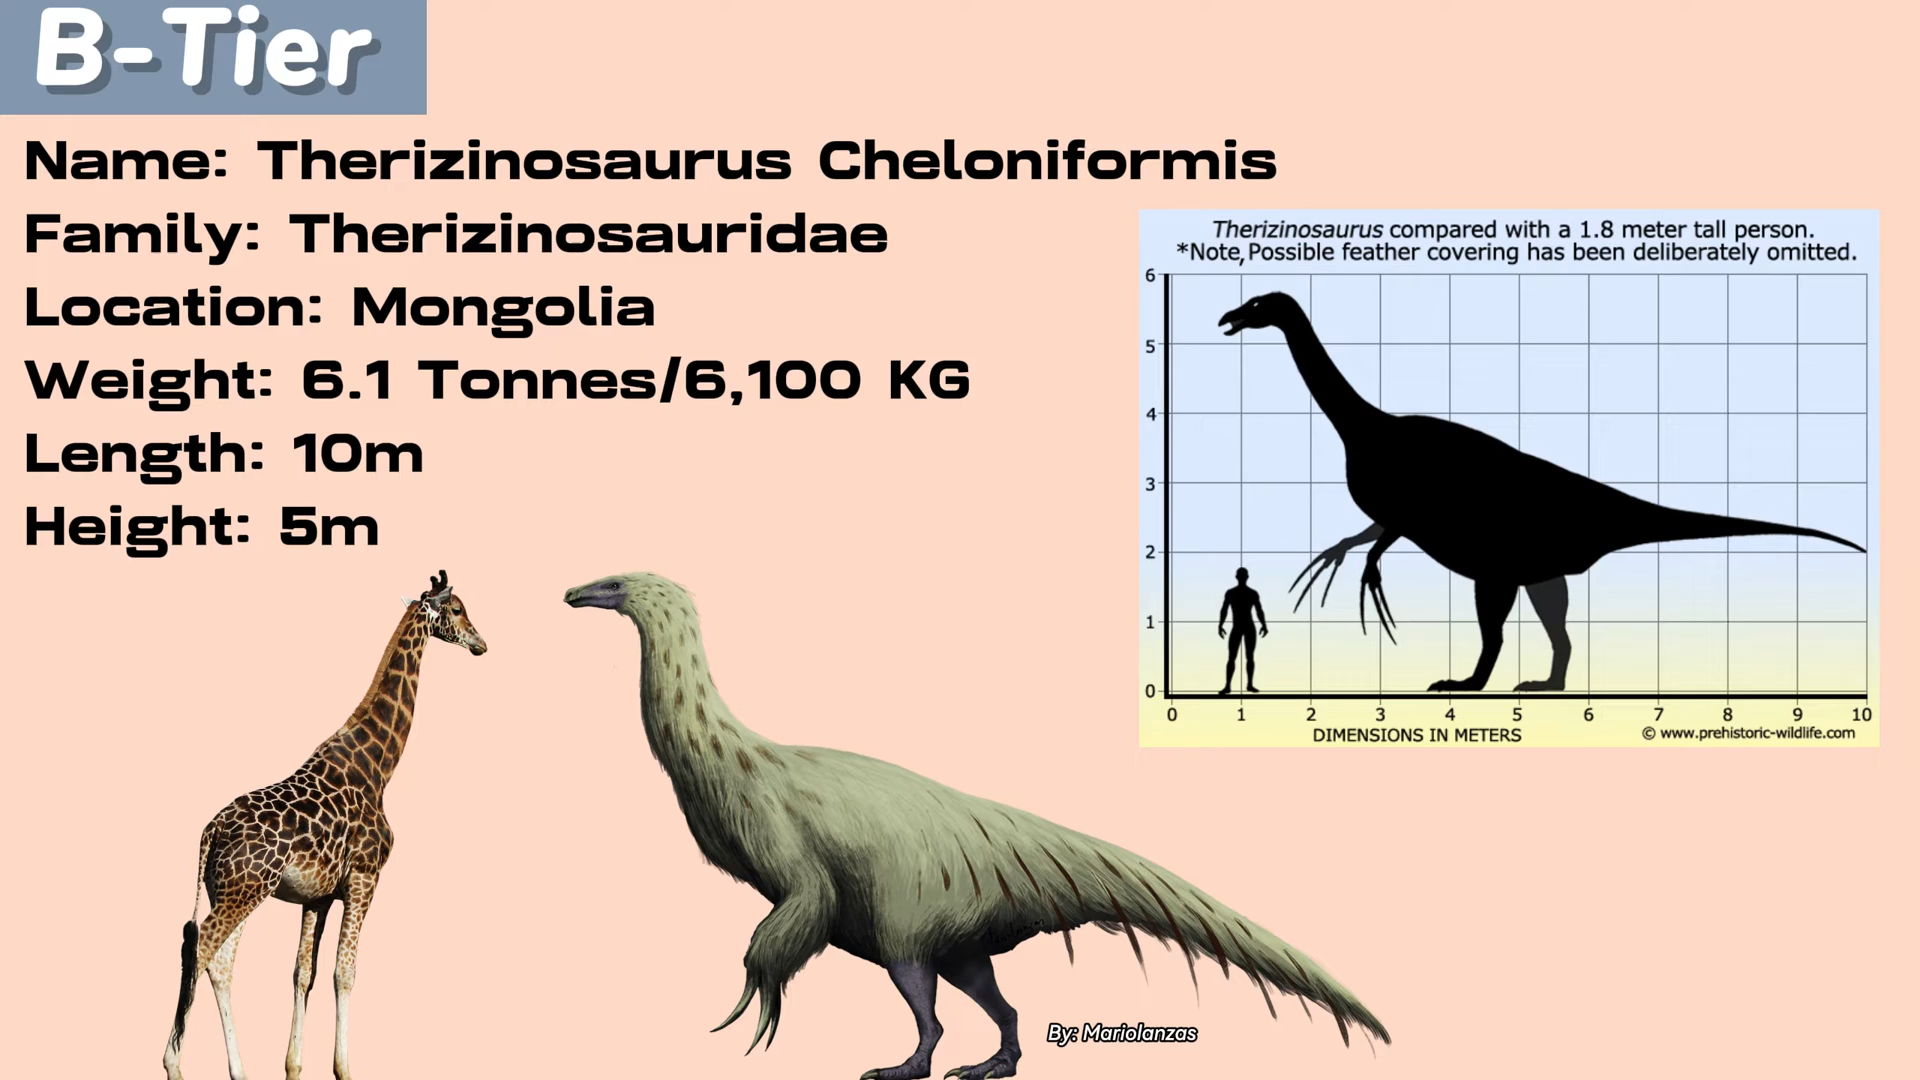 B-Tier
Name: Therizinosaurus Cheloniformis
Family: Therizinosauridae
Location: Mongolia
Weight: 6.1 Tonnes/6,100 KG
Length: 10m
Height: 5m
Therizinosaurus compared with a 1.8 meter tall person.
*Note,Possible feather covering has been deliberately omitted.
6
5
4
3
2
1
0
0 1 2 3 4 5 6 7 8 9 10
DIMENSIONS IN METERS
© www.prehistoric-wildlife.com
By: Mariolanzas